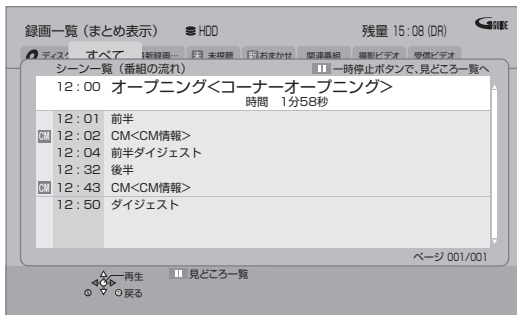 録画一覧（まとめ表示） HDD 残量 15:08 (DR) GGUIDE
ディスク すべて 新録画… 未視聴 おまかせ 関連番組 撮影ビデオ 受信ビデオ
シーン一覧（番組の流れ） 一時停止ボタンで、見どころ一覧へ
12:00 オープニング<コーナーオープニング>
時間 1分58秒
12:01 前半
CM 12:02 CM<CM情報>
12:04 前半ダイジェスト
12:32 後半
CM 12:43 CM<CM情報>
12:50 ダイジェスト
ページ 001/001
再生 見どころ一覧
戻る